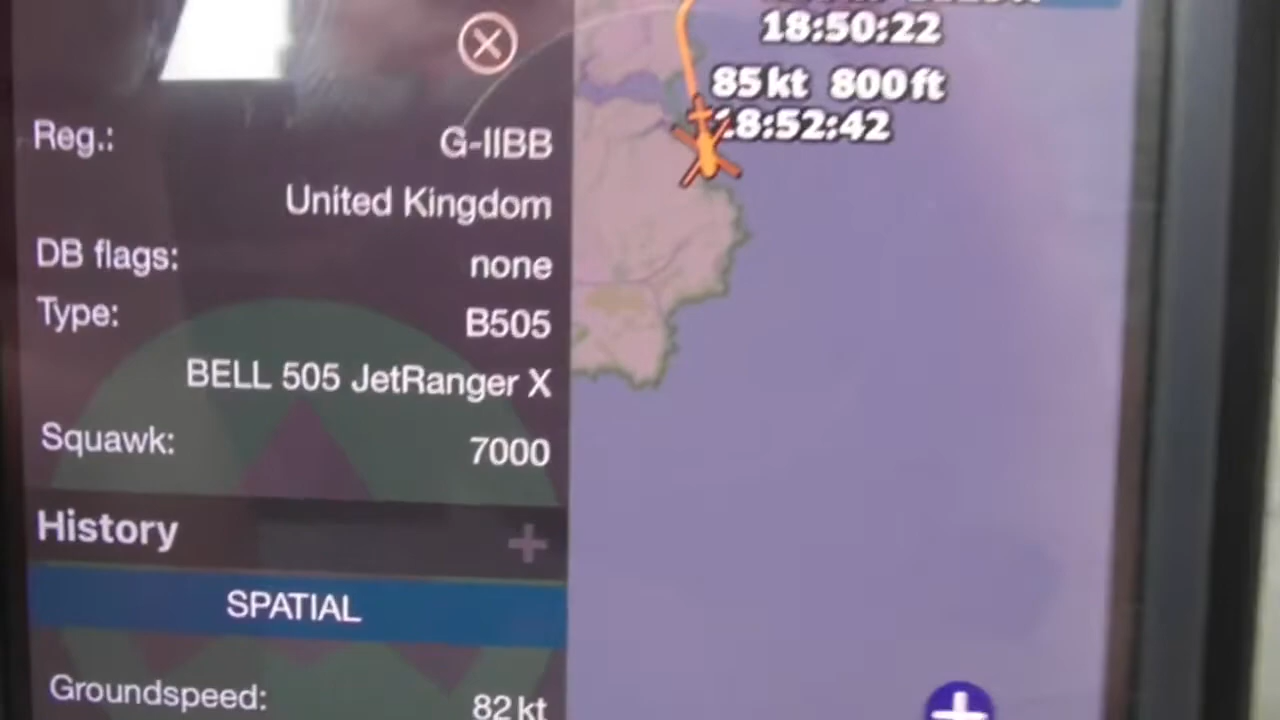 Reg.: G-IIBB
United Kingdom
DB flags: none
Type: B505
BELL 505 JetRanger X
Squawk: 7000
History +
SPATIAL
Groundspeed: 82 kt
18:50:22
85 kt 800 ft
18:52:42